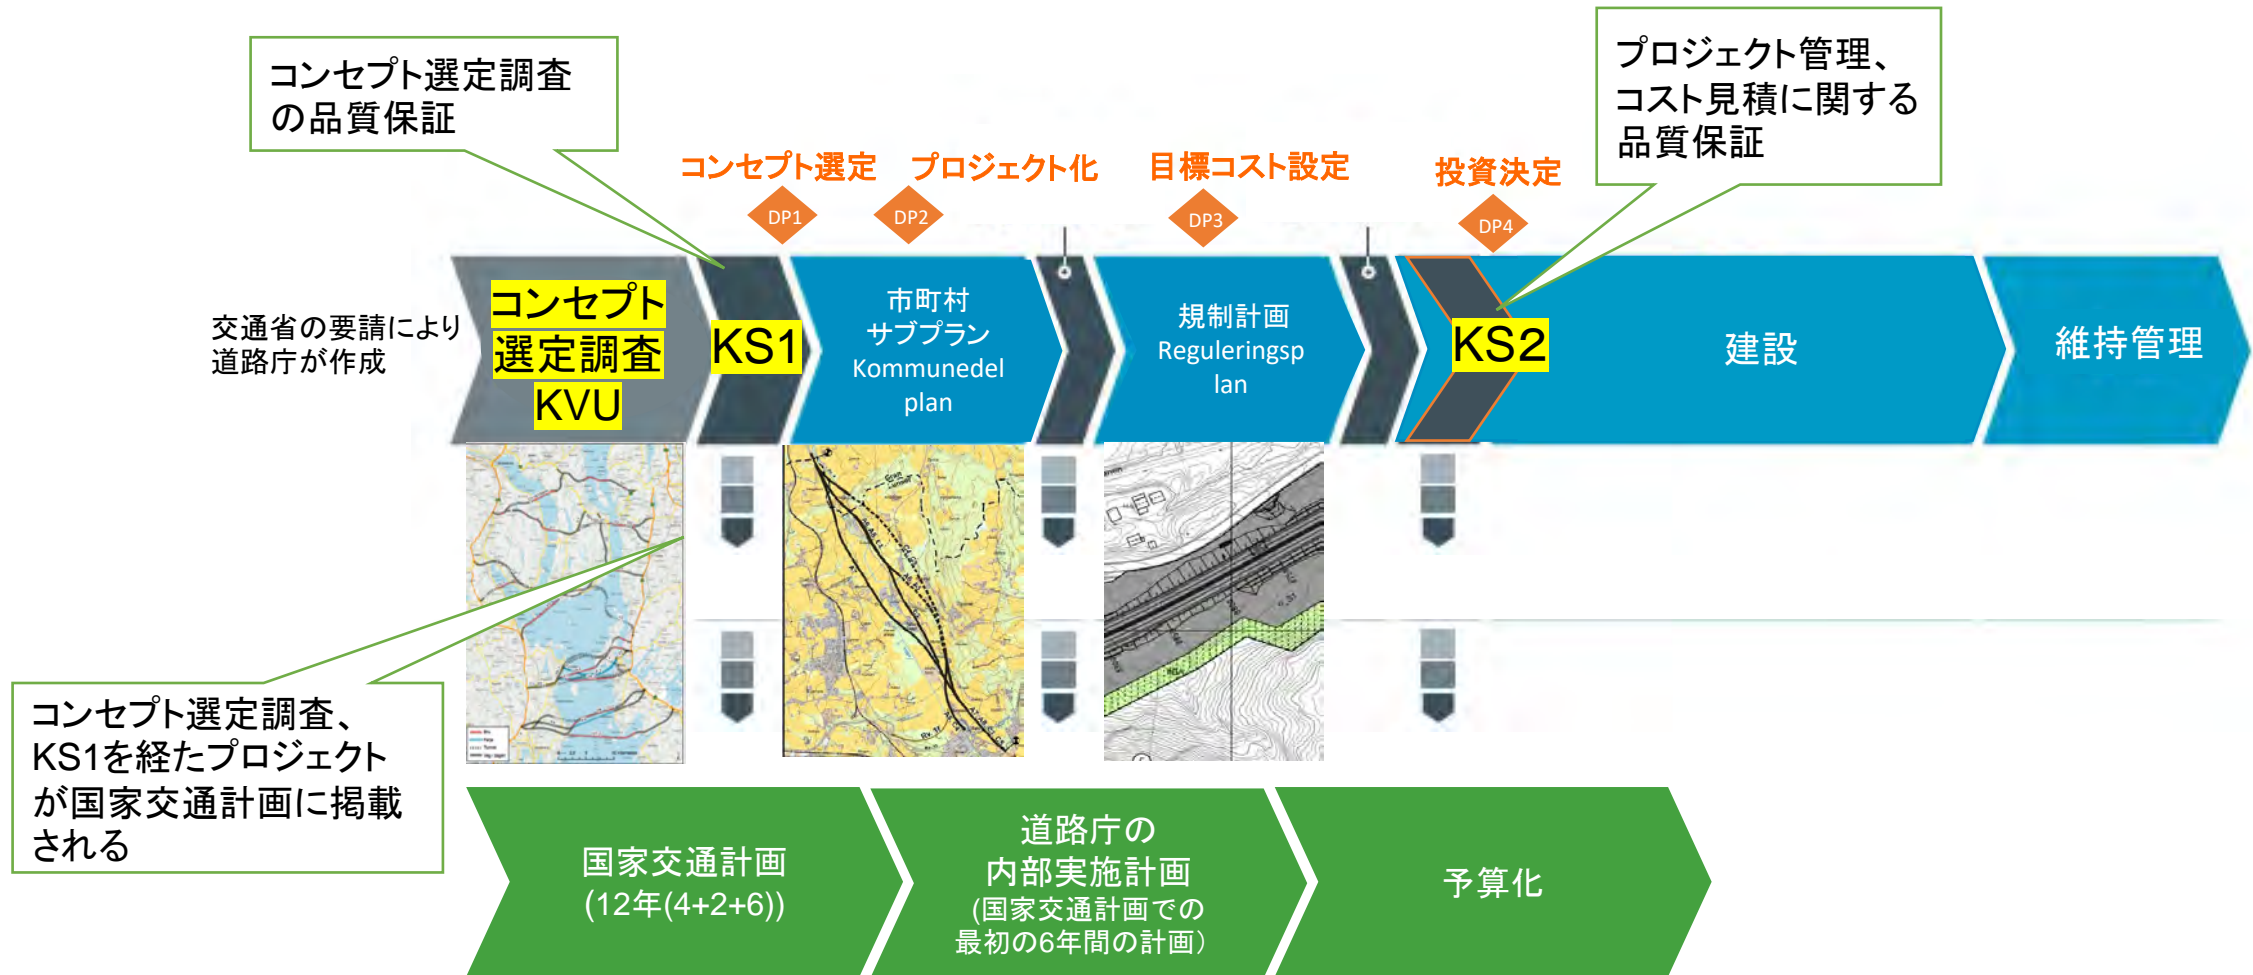 コンセプト選定調査
の品質保証
プロジェクト管理、
コスト見積に関する
品質保証
コンセプト選定
プロジェクト化
目標コスト設定
投資決定
DP1
DP2
DP3
DP4
交通省の要請により
道路庁が作成
コンセプト
選定調査
KVU
KS1
市町村
サブプラン
Kommunedel
plan
規制計画
Reguleringsp
lan
KS2
建設
維持管理
コンセプト選定調査、
KS1を経たプロジェクト
が国家交通計画に掲載
される
国家交通計画
(12年(4+2+6))
道路庁の
内部実施計画
(国家交通計画での
最初の6年間の計画）
予算化